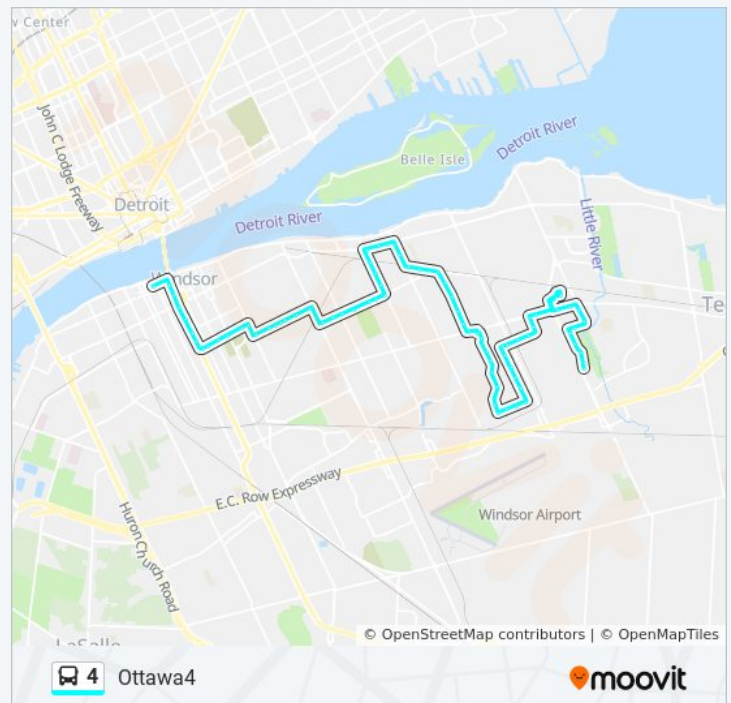 w Center
John C Lodge Freeway
Belle Isle
Detroit River
Detroit
Detroit River
Little River
Windsor
Te
E.C. Row Expressway
Windsor Airport
Huron Church Road
LaSalle
© OpenStreetMap contributors | © OpenMapTiles
4 Ottawa4
moovit